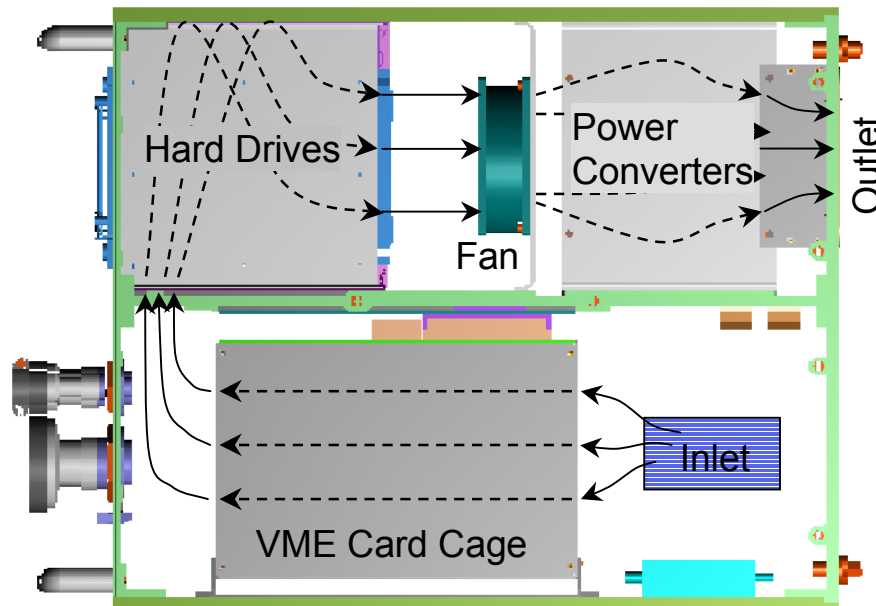 Hard Drives
Fan
Power
Converters
Outlet
Inlet
VME Card Cage